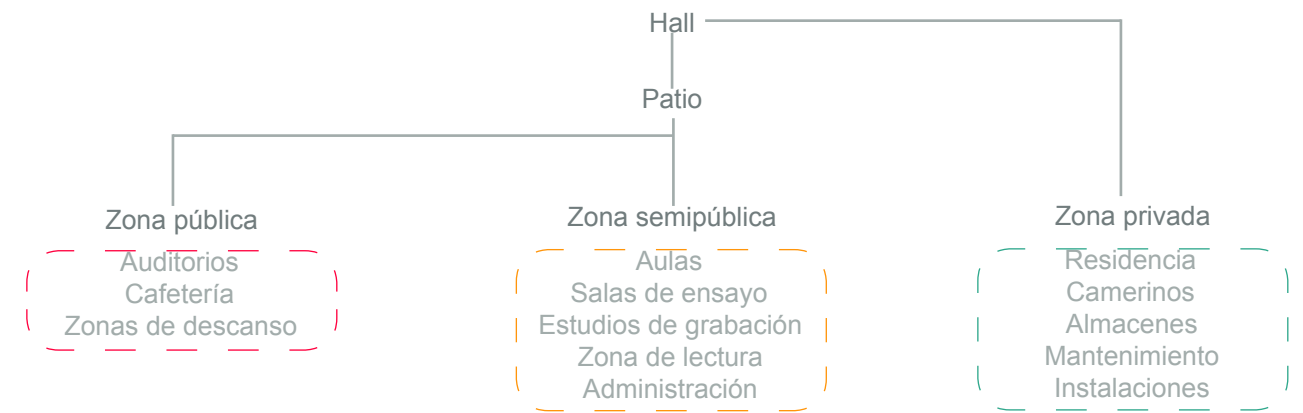 Hall
Patio
Zona pública
Auditorios
Cafetería
Zonas de descanso
Zona semipública
Aulas
Salas de ensayo
Estudios de grabación
Zona de lectura
Administración
Zona privada
Residencia
Camerinos
Almacenes
Mantenimiento
Instalaciones